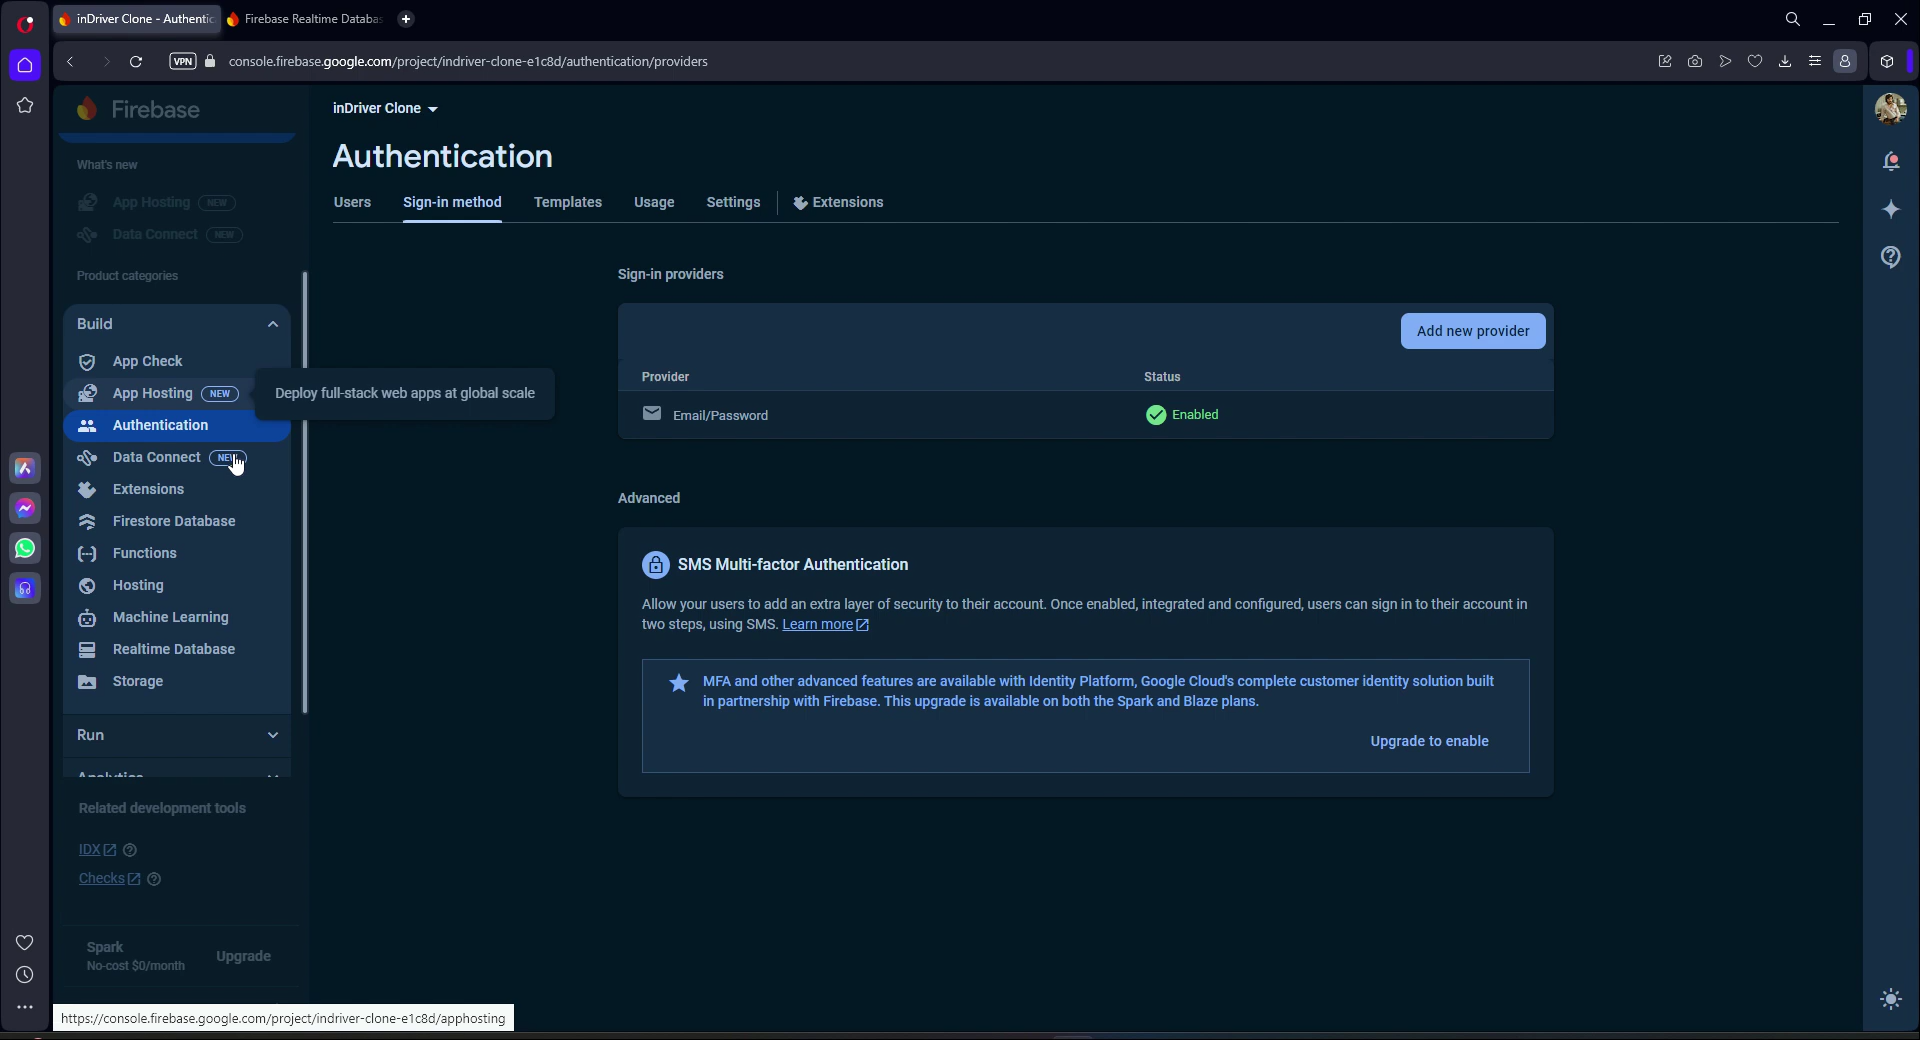 inDriver Clone - Authentic
Firebase Realtime Databas
VPN
console.firebase.google.com/project/indriver-clone-e1c8d/authentication/providers
Firebase
What's new
App Hosting NEW
Data Connect NEW
Product categories
Build
App Check
App Hosting NEW
Deploy full-stack web apps at global scale
Authentication
Data Connect
Extensions
Firestore Database
Functions
Hosting
Machine Learning
Realtime Database
Storage
Run
Analytics
Related development tools
IDX
Checks
Spark
No-cost $0/month
Upgrade
https://console.firebase.google.com/project/indriver-clone-e1c8d/apphosting
inDriver Clone
Authentication
Users Sign-in method Templates Usage Settings Extensions
Sign-in providers
Add new provider
Provider Status
Email/Password Enabled
Advanced
SMS Multi-factor Authentication
Allow your users to add an extra layer of security to their account. Once enabled, integrated and configured, users can sign in to their account in
two steps, using SMS. Learn more
MFA and other advanced features are available with Identity Platform, Google Cloud's complete customer identity solution built
in partnership with Firebase. This upgrade is available on both the Spark and Blaze plans.
Upgrade to enable